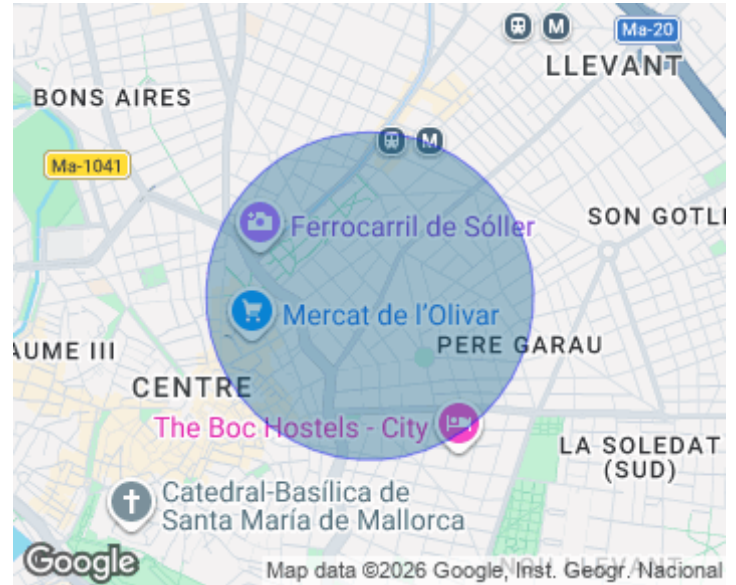 M
Ma-20
LLEVANT
BONS AIRES
M
Ma-1041
Ferrocarril de Sóller
SON GOTLE
Mercat de l'Olivar
AUME III
PERE GARAU
CENTRE
The Boc Hostels - City
LA SOLEDAT
(SUD)
Catedral-Basílica de
Santa María de Mallorca
NOU LLEVANT
Google
Map data ©2026 Google, Inst. Geogr. Nacional